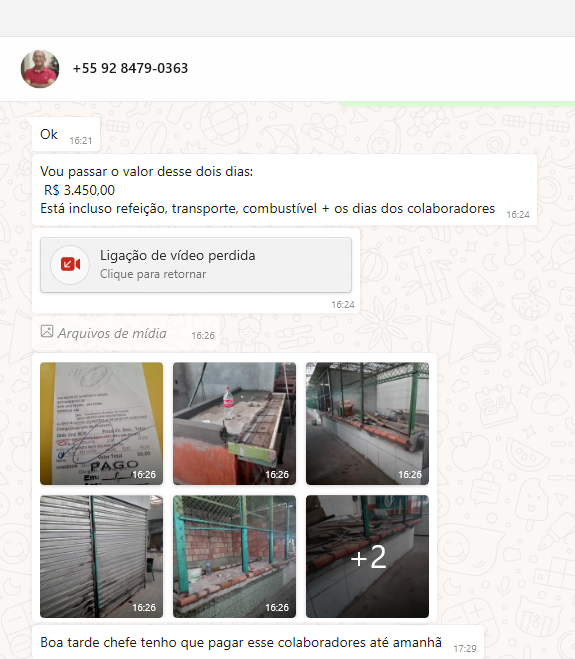 +55 92 8479-0363
Ok 16:21
Vou passar o valor desse dois dias:
R$ 3.450,00
Está incluso refeição, transporte, combustível + os dias dos colaboradores 16:24
Ligação de vídeo perdida
Clique para retornar
16:24
Arquivos de mídia 16:26
Valor Total
PAGO
Em:
16:26
16:26
16:26
16:26
16:26
+2
Boa tarde chefe tenho que pagar esse colaboradores até amanhã 17:29